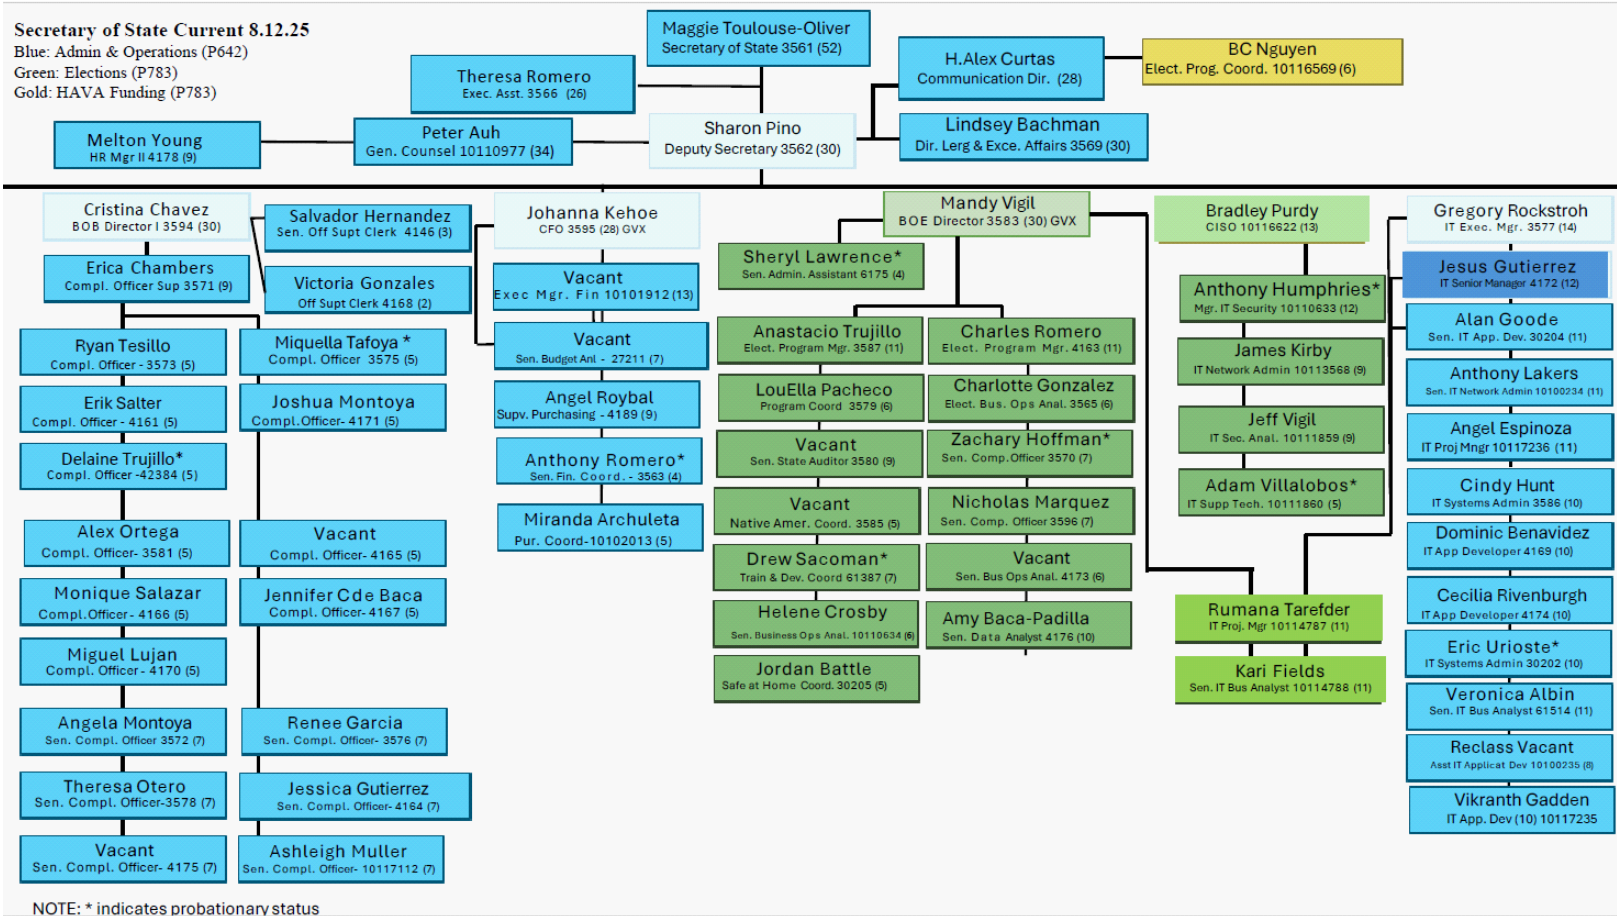 Secretary of State Current 8.12.25
Blue: Admin & Operations (P642)
Green: Elections (P783)
Gold: HAVA Funding (P783)
Maggie Toulouse-Oliver
Secretary of State 3561 (52)
Theresa Romero
Exec. Asst. 3566 (26)
H.Alex Curtas
Communication Dir. (28)
BC Nguyen
Elect. Prog. Coord. 10116569 (6)
Melton Young
HR Mgr II 4178 (9)
Peter Auh
Gen. Counsel 10110977 (34)
Sharon Pino
Deputy Secretary 3562 (30)
Lindsey Bachman
Dir. Lerg & Exce. Affairs 3569 (30)
Cristina Chavez
BOB Director I 3594 (30)
Salvador Hernandez
Sen. Off Supt Clerk 4146 (3)
Erica Chambers
Compl. Officer Sup 3571 (9)
Victoria Gonzales
Off Supt Clerk 4168 (2)
Ryan Tesillo
Compl. Officer - 3573 (5)
Miquella Tafoya *
Compl. Officer 3575 (5)
Erik Salter
Compl. Officer - 4161 (5)
Joshua Montoya
Compl.Officer- 4171 (5)
Delaine Trujillo*
Compl. Officer -42384 (5)
Alex Ortega
Compl. Officer- 3581 (5)
Vacant
Compl. Officer- 4165 (5)
Monique Salazar
Compl.Officer- 4166 (5)
Jennifer C de Baca
Compl. Officer- 4167 (5)
Miguel Lujan
Compl. Officer - 4170 (5)
Angela Montoya
Sen. Compl. Officer 3572 (7)
Renee Garcia
Sen. Compl. Officer- 3576 (7)
Theresa Otero
Sen. Compl. Officer-3578 (7)
Jessica Gutierrez
Sen. Compl. Officer- 4164 (7)
Vacant
Sen. Compl. Officer- 4175 (7)
Ashleigh Muller
Sen. Compl. Officer- 10117112 (7)
Johanna Kehoe
CFO 3595 (28) GVX
Vacant
Exec Mgr. Fin 10101912 (13)
Vacant
Sen. Budget Anl - 27211 (7)
Angel Roybal
Supv. Purchasing - 4189 (9)
Anthony Romero*
Sen. Fin. Coord. - 3563 (4)
Miranda Archuleta
Pur. Coord-10102013 (5)
Mandy Vigil
BOE Director 3583 (30) GVX
Sheryl Lawrence*
Sen. Admin. Assistant 6175 (4)
Anastacio Trujillo
Elect. Program Mgr. 3587 (11)
Charles Romero
Elect. Program Mgr. 4163 (11)
LouElla Pacheco
Program Coord 3579 (6)
Charlotte Gonzalez
Elect. Bus. Ops Anal. 3565 (6)
Vacant
Sen. State Auditor 3580 (9)
Zachary Hoffman*
Sen. Comp.Officer 3570 (7)
Vacant
Native Amer. Coord. 3585 (5)
Nicholas Marquez
Sen. Comp. Officer 3596 (7)
Drew Sacoman*
Train & Dev. Coord 61387 (7)
Vacant
Sen. Bus Ops Anal. 4173 (6)
Helene Crosby
Sen. Business Ops Anal. 10110634 (6)
Amy Baca-Padilla
Sen. Data Analyst 4176 (10)
Jordan Battle
Safe at Home Coord. 30205 (5)
Bradley Purdy
CISO 10116622 (13)
Anthony Humphries*
Mgr. IT Security 10110633 (12)
James Kirby
IT Network Admin 10113568 (9)
Jeff Vigil
IT Sec. Anal. 10111859 (9)
Adam Villalobos*
IT Supp Tech. 10111860 (5)
Rumana Tarefder
IT Proj. Mgr 10114787 (11)
Kari Fields
Sen. IT Bus Analyst 10114788 (11)
Gregory Rockstroh
IT Exec. Mgr. 3577 (14)
Jesus Gutierrez
IT Senior Manager 4172 (12)
Alan Goode
Sen. IT App Dev. 30204 (11)
Anthony Lakers
Sen. IT Network Admin 10100234 (11)
Angel Espinoza
IT Proj Mngr 10117236 (11)
Cindy Hunt
IT Systems Admin 3586 (10)
Dominic Benavidez
IT App Developer 4169 (10)
Cecilia Rivenburgh
IT App Developer 4174 (10)
Eric Urioste*
IT Systems Admin 30202 (10)
Veronica Albin
Sen. IT Bus Analyst 61514 (11)
Reclass Vacant
Asst IT Applicat Dev 10100235 (8)
Vikranth Gadden
IT App. Dev (10) 10117235
NOTE: * indicates probationary status